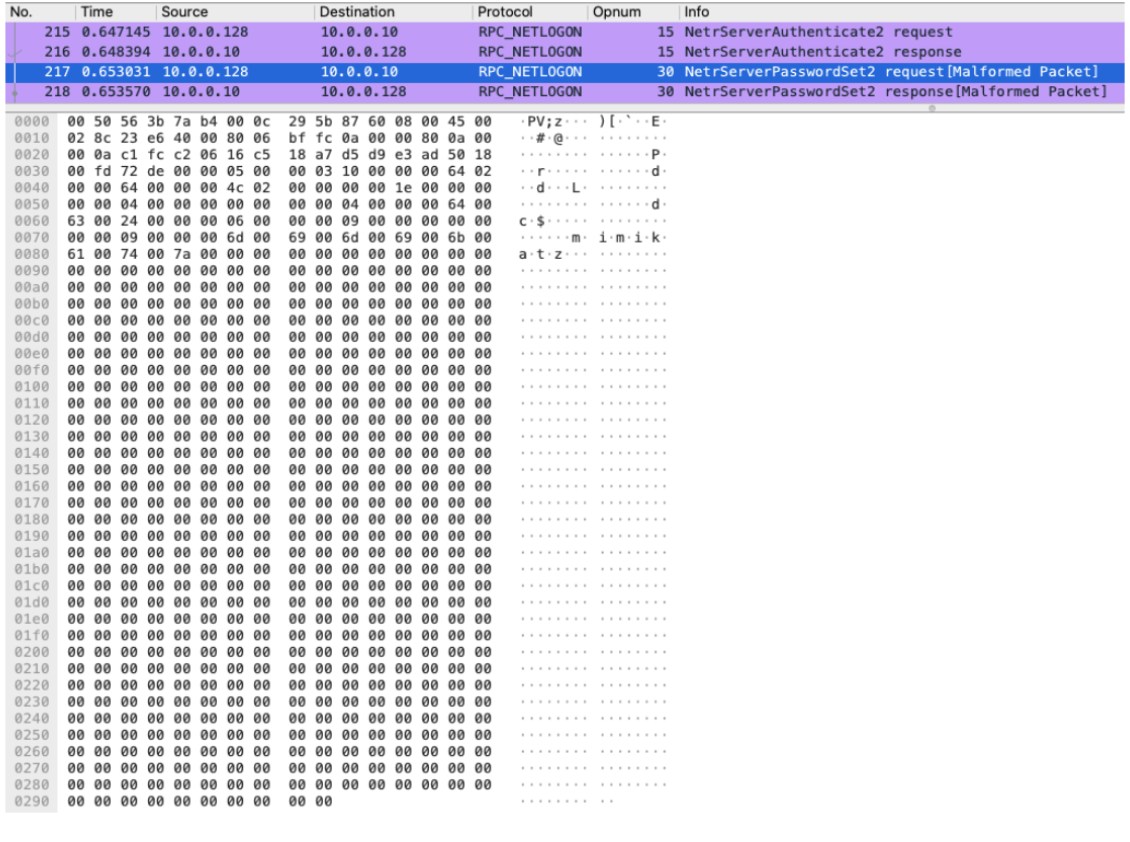 No. Time Source Destination Protocol Opnum Info
215 0.647145 10.0.0.128 10.0.0.10 RPC_NETLOGON 15 NetrServerAuthenticate2 request
216 0.648394 10.0.0.10 10.0.0.128 RPC_NETLOGON 15 NetrServerAuthenticate2 response
217 0.653031 10.0.0.128 10.0.0.10 RPC_NETLOGON 30 NetrServerPasswordSet2 request[Malformed Packet]
218 0.653570 10.0.0.10 10.0.0.128 RPC_NETLOGON 30 NetrServerPasswordSet2 response[Malformed Packet]
0000 00 50 56 3b 7a b4 00 0c 29 5b 87 60 08 00 45 00 ·PV;z··· )[·`··E·
0010 02 8c 23 e6 40 00 80 06 bf fc 0a 00 00 80 0a 00 ··#·@··· ········
0020 00 0a c1 fc c2 06 16 c5 18 a7 d5 d9 e3 ad 50 18 ········ ······P·
0030 00 fd 72 de 00 00 05 00 00 03 10 00 00 00 64 02 ··r····· ······d·
0040 00 00 64 00 00 00 4c 02 00 00 00 00 1e 00 00 00 ··d···L· ········
0050 00 00 04 00 00 00 00 00 00 00 04 00 00 00 64 00 ········ ······d·
0060 63 00 24 00 00 00 06 00 00 00 09 00 00 00 00 00 c·$····· ········
0070 00 00 09 00 00 00 6d 00 69 00 6d 00 69 00 6b 00 ······m· i·m·i·k·
0080 61 00 74 00 7a 00 00 00 00 00 00 00 00 00 00 00 a·t·z··· ········
0090 00 00 00 00 00 00 00 00 00 00 00 00 00 00 00 00 ········ ········
00a0 00 00 00 00 00 00 00 00 00 00 00 00 00 00 00 00 ········ ········
00b0 00 00 00 00 00 00 00 00 00 00 00 00 00 00 00 00 ········ ········
00c0 00 00 00 00 00 00 00 00 00 00 00 00 00 00 00 00 ········ ········
00d0 00 00 00 00 00 00 00 00 00 00 00 00 00 00 00 00 ········ ········
00e0 00 00 00 00 00 00 00 00 00 00 00 00 00 00 00 00 ········ ········
00f0 00 00 00 00 00 00 00 00 00 00 00 00 00 00 00 00 ········ ········
0100 00 00 00 00 00 00 00 00 00 00 00 00 00 00 00 00 ········ ········
0110 00 00 00 00 00 00 00 00 00 00 00 00 00 00 00 00 ········ ········
0120 00 00 00 00 00 00 00 00 00 00 00 00 00 00 00 00 ········ ········
0130 00 00 00 00 00 00 00 00 00 00 00 00 00 00 00 00 ········ ········
0140 00 00 00 00 00 00 00 00 00 00 00 00 00 00 00 00 ········ ········
0150 00 00 00 00 00 00 00 00 00 00 00 00 00 00 00 00 ········ ········
0160 00 00 00 00 00 00 00 00 00 00 00 00 00 00 00 00 ········ ········
0170 00 00 00 00 00 00 00 00 00 00 00 00 00 00 00 00 ········ ········
0180 00 00 00 00 00 00 00 00 00 00 00 00 00 00 00 00 ········ ········
0190 00 00 00 00 00 00 00 00 00 00 00 00 00 00 00 00 ········ ········
01a0 00 00 00 00 00 00 00 00 00 00 00 00 00 00 00 00 ········ ········
01b0 00 00 00 00 00 00 00 00 00 00 00 00 00 00 00 00 ········ ········
01c0 00 00 00 00 00 00 00 00 00 00 00 00 00 00 00 00 ········ ········
01d0 00 00 00 00 00 00 00 00 00 00 00 00 00 00 00 00 ········ ········
01e0 00 00 00 00 00 00 00 00 00 00 00 00 00 00 00 00 ········ ········
01f0 00 00 00 00 00 00 00 00 00 00 00 00 00 00 00 00 ········ ········
0200 00 00 00 00 00 00 00 00 00 00 00 00 00 00 00 00 ········ ········
0210 00 00 00 00 00 00 00 00 00 00 00 00 00 00 00 00 ········ ········
0220 00 00 00 00 00 00 00 00 00 00 00 00 00 00 00 00 ········ ········
0230 00 00 00 00 00 00 00 00 00 00 00 00 00 00 00 00 ········ ········
0240 00 00 00 00 00 00 00 00 00 00 00 00 00 00 00 00 ········ ········
0250 00 00 00 00 00 00 00 00 00 00 00 00 00 00 00 00 ········ ········
0260 00 00 00 00 00 00 00 00 00 00 00 00 00 00 00 00 ········ ········
0270 00 00 00 00 00 00 00 00 00 00 00 00 00 00 00 00 ········ ········
0280 00 00 00 00 00 00 00 00 00 00 00 00 00 00 00 00 ········ ········
0290 00 00 00 00 00 00 00 00 00 00 ········ ··